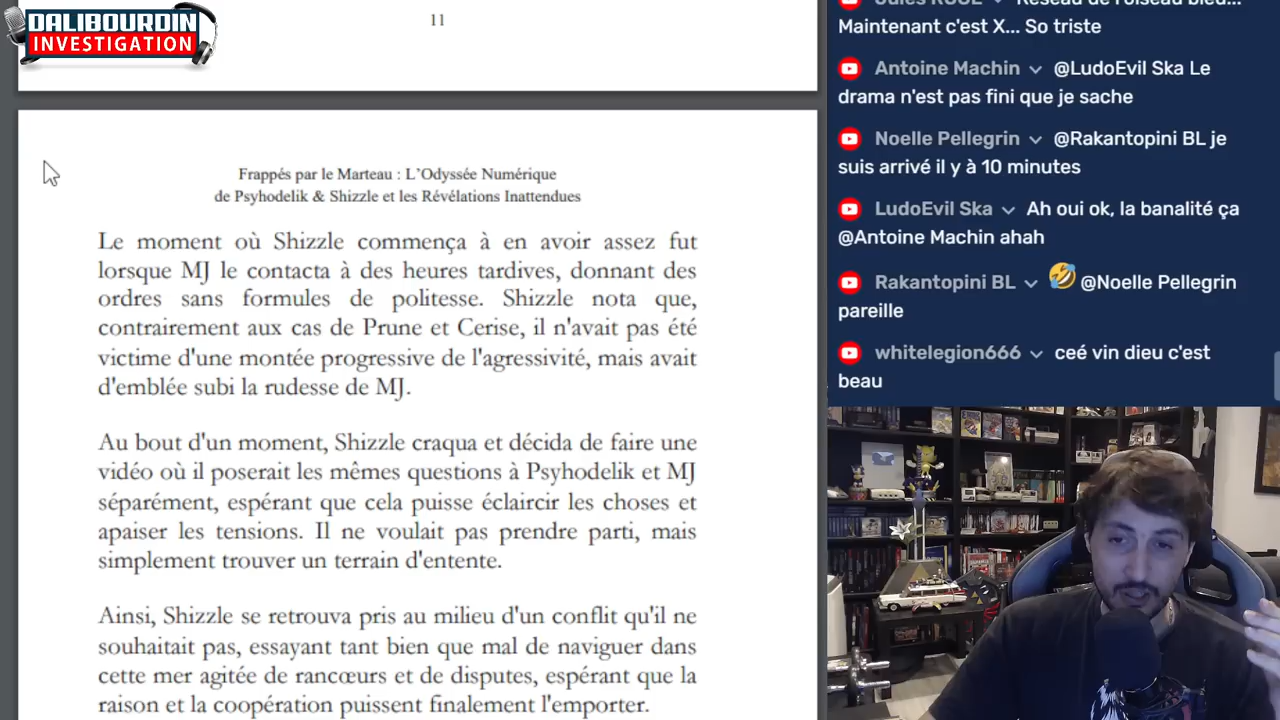 DALIBOURDIN
INVESTIGATION
11
Frappés par le Marteau : L'Odyssée Numérique
de Psyhodelik & Shizzle et les Révélations Inattendues
Le moment où Shizzle commença à en avoir assez fut
lorsque MJ le contacta à des heures tardives, donnant des
ordres sans formules de politesse. Shizzle nota que,
contrairement aux cas de Prune et Cerise, il n'avait pas été
victime d'une montée progressive de l'agressivité, mais avait
d'emblée subi la rudesse de MJ.
Au bout d'un moment, Shizzle craqua et décida de faire une
vidéo où il poserait les mêmes questions à Psyhodelik et MJ
séparément, espérant que cela puisse éclaircir les choses et
apaiser les tensions. Il ne voulait pas prendre parti, mais
simplement trouver un terrain d'entente.
Ainsi, Shizzle se retrouva pris au milieu d'un conflit qu'il ne
souhaitait pas, essayant tant bien que mal de naviguer dans
cette mer agitée de rancœurs et de disputes, espérant que la
raison et la coopération puissent finalement l'emporter.
Réseau de l'oiseau bleu...
Maintenant c'est X... So triste
Antoine Machin @LudoEvil Ska Le
drama n'est pas fini que je sache
Noelle Pellegrin @Rakantopini BL je
suis arrivé il y à 10 minutes
LudoEvil Ska Ah oui ok, la banalité ça
@Antoine Machin ahah
Rakantopini BL 🤣 @Noelle Pellegrin
pareille
whitelegion666 ceé vin dieu c'est
beau